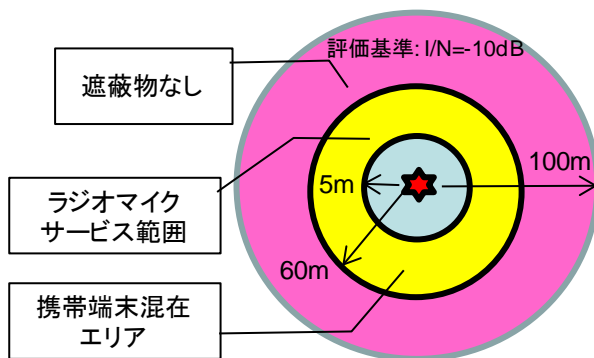 評価基準: I/N=-10dB
遮蔽物なし
100m
5m
ラジオマイク
サービス範囲
60m
携帯端末混在
エリア